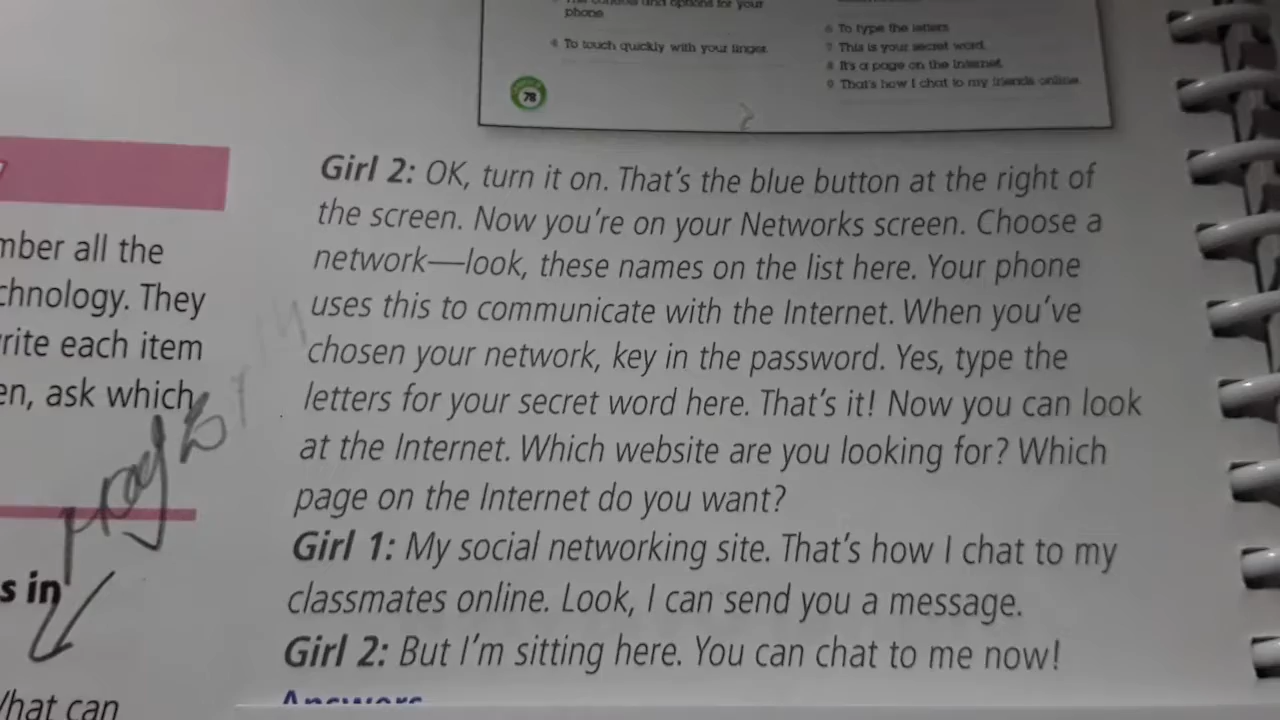 options for your
phone
4 To touch quickly with your finger.
78
6 To type the letters
7 This is your secret word.
8 It's a page on the Internet.
9 That's how I chat to my friends online
Girl 2: OK, turn it on. That's the blue button at the right of
the screen. Now you're on your Networks screen. Choose a
network—look, these names on the list here. Your phone
uses this to communicate with the Internet. When you've
chosen your network, key in the password. Yes, type the
letters for your secret word here. That's it! Now you can look
at the Internet. Which website are you looking for? Which
page on the Internet do you want?
Girl 1: My social networking site. That's how I chat to my
classmates online. Look, I can send you a message.
Girl 2: But I'm sitting here. You can chat to me now!
Answers
mber all the
chnology. They
rite each item
en, ask which
s in
hat can